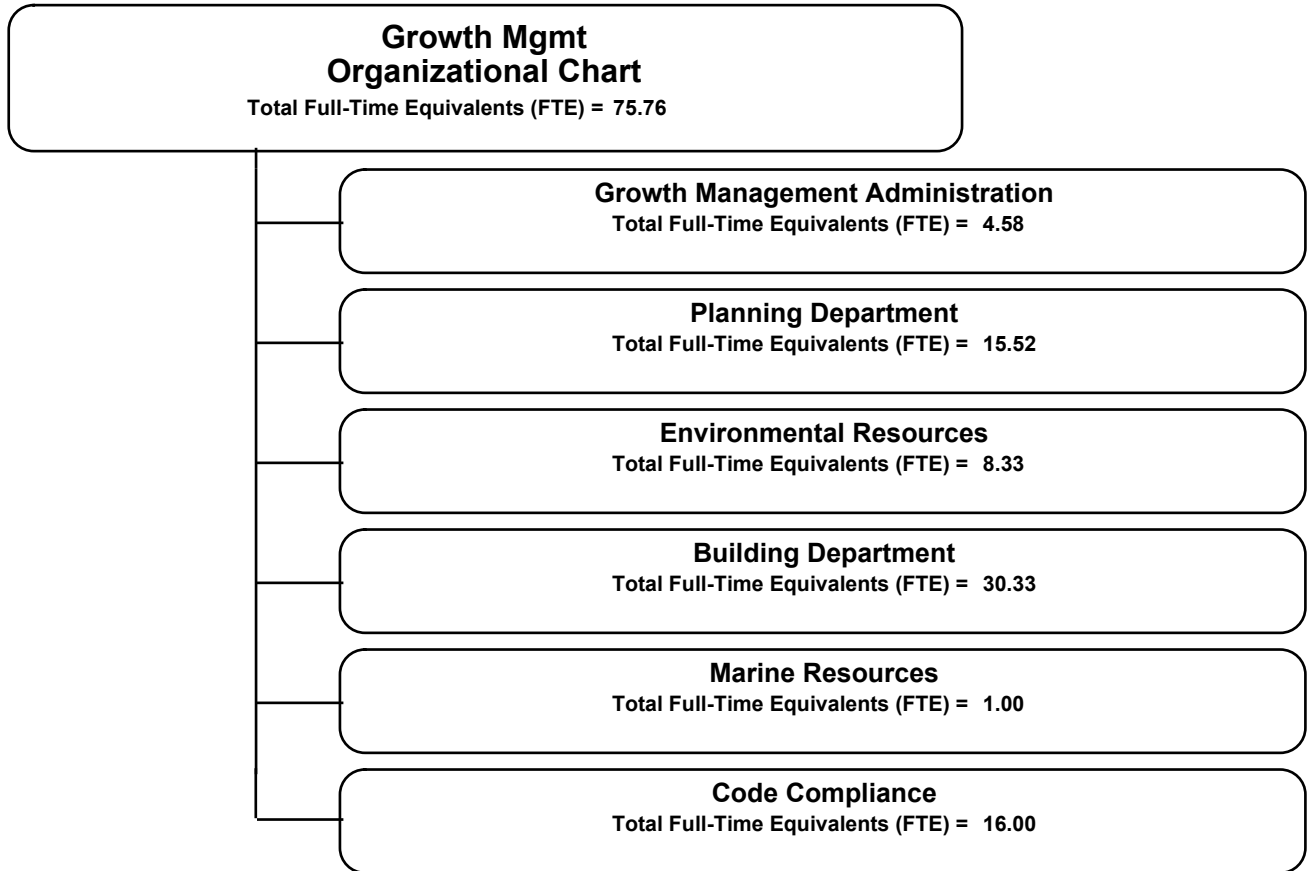 Growth Mgmt
Organizational Chart
Total Full-Time Equivalents (FTE) = 75.76
Growth Management Administration
Total Full-Time Equivalents (FTE) = 4.58
Planning Department
Total Full-Time Equivalents (FTE) = 15.52
Environmental Resources
Total Full-Time Equivalents (FTE) = 8.33
Building Department
Total Full-Time Equivalents (FTE) = 30.33
Marine Resources
Total Full-Time Equivalents (FTE) = 1.00
Code Compliance
Total Full-Time Equivalents (FTE) = 16.00